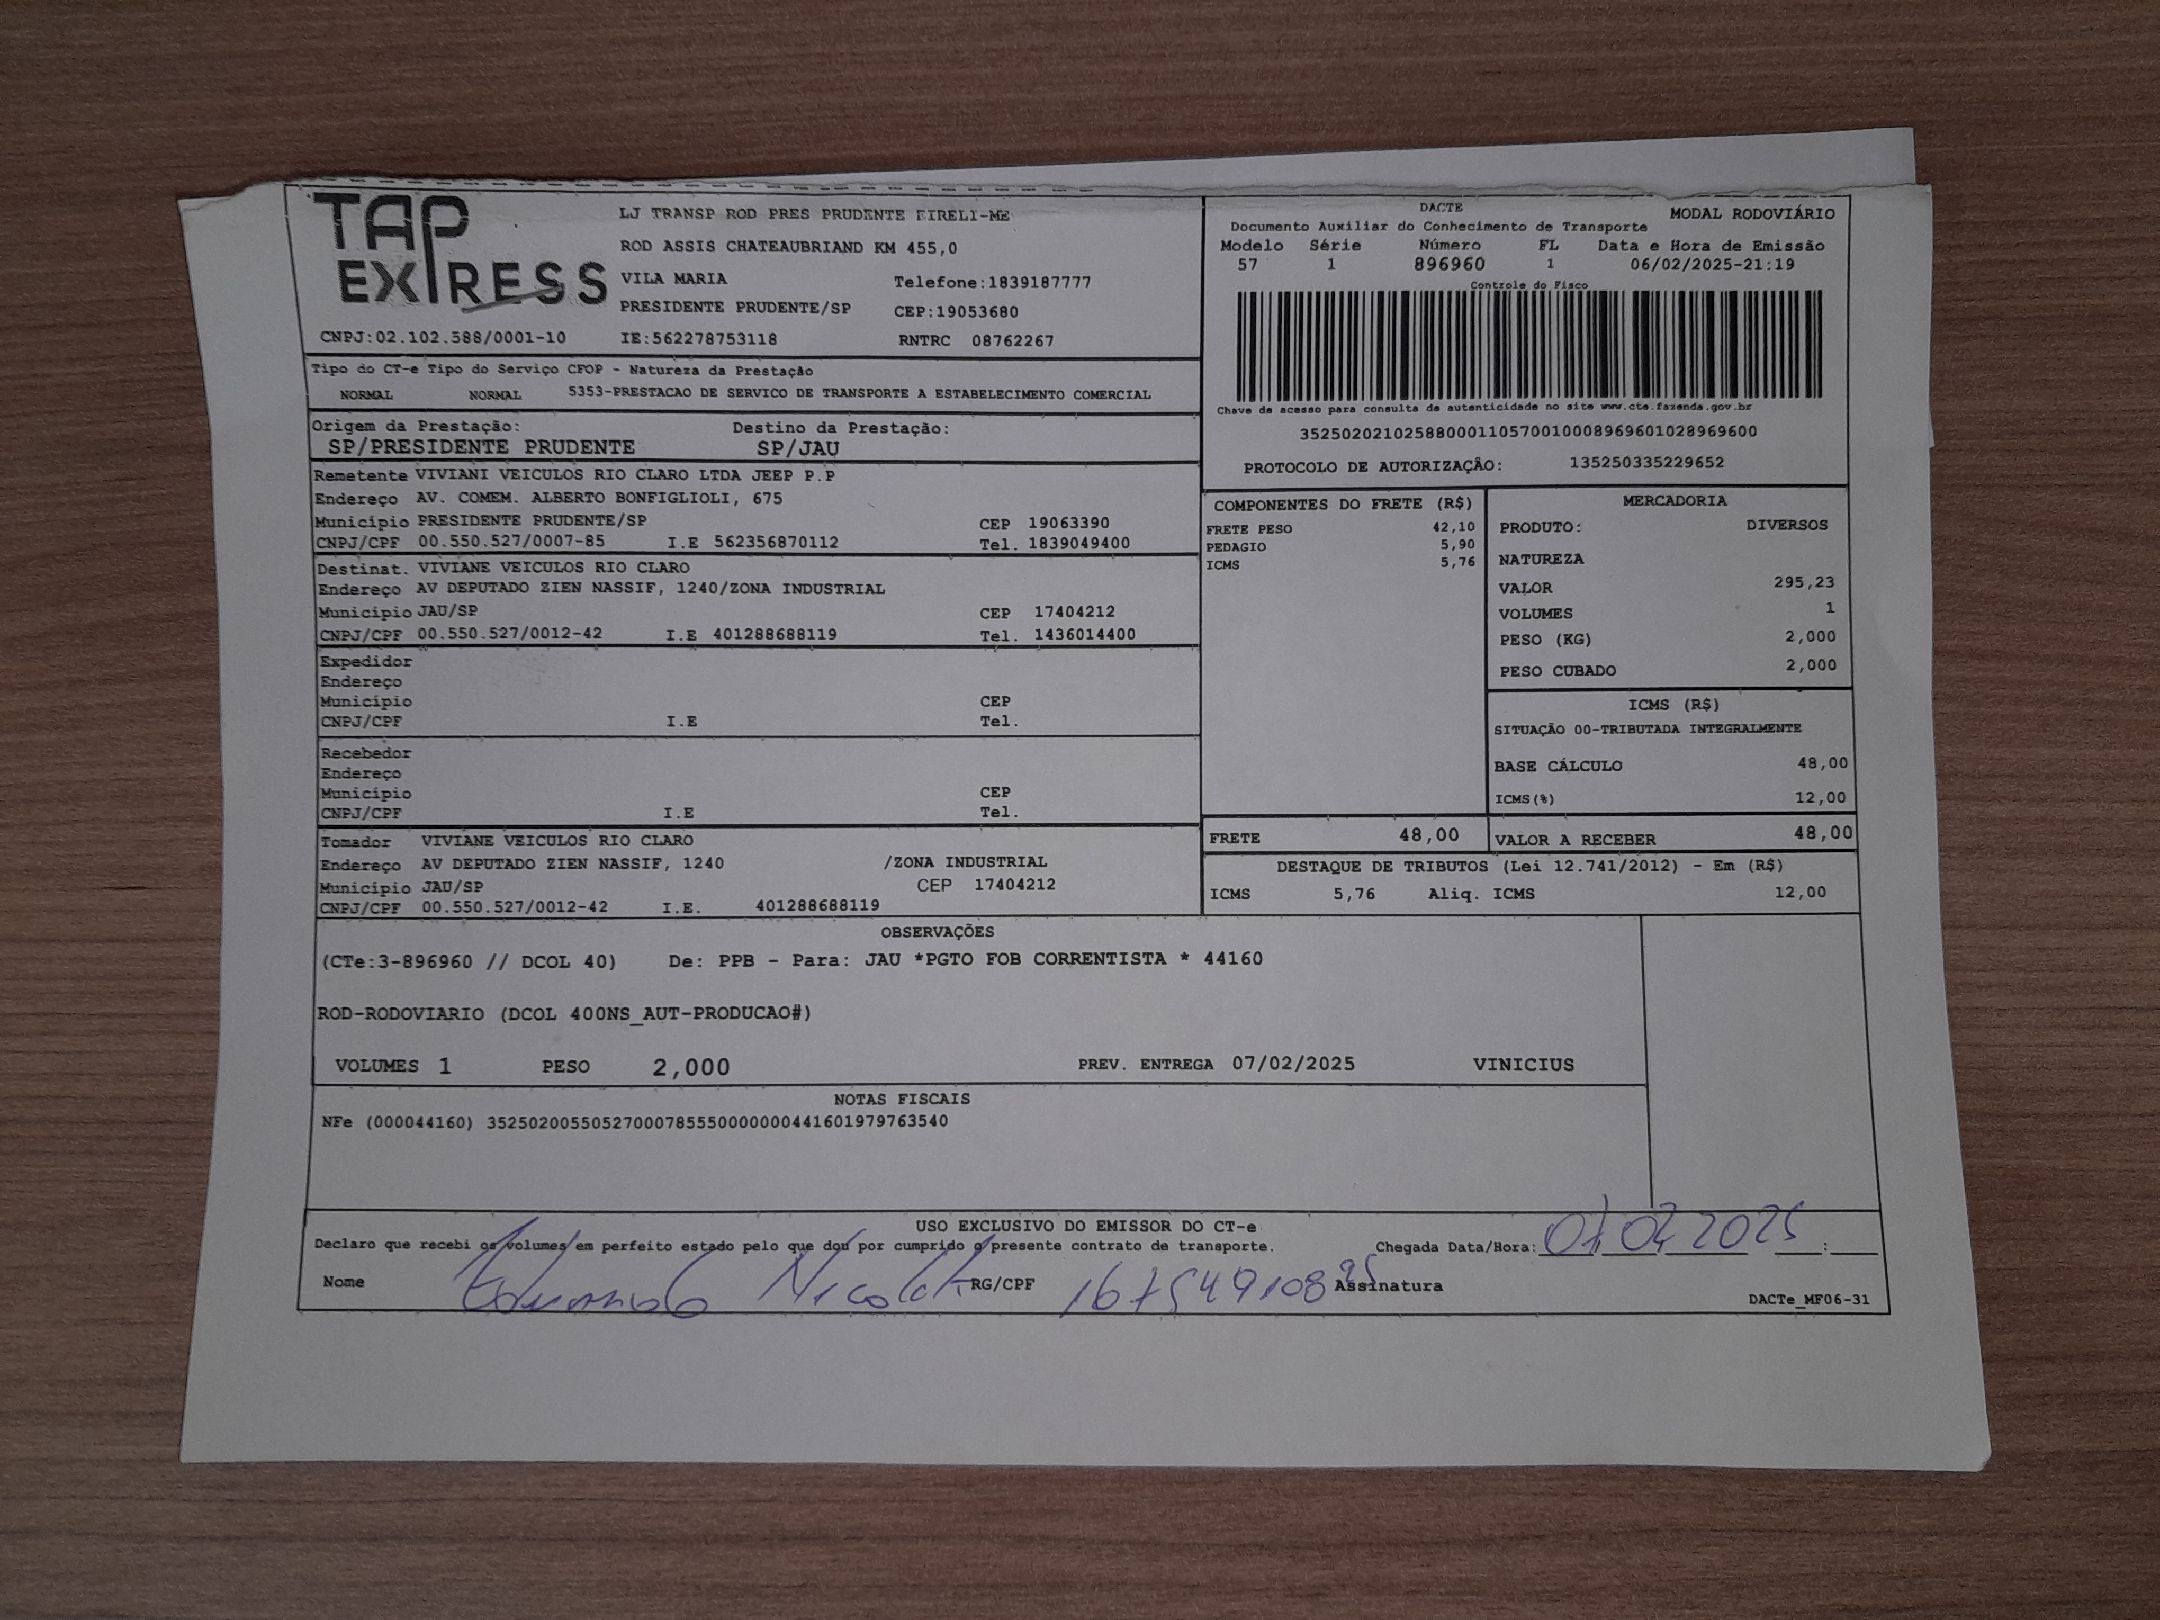 TAP EXPRESS
LJ TRANSP ROD PRES PRUDENTE EIRELI-ME
ROD ASSIS CHATEAUBRIAND KM 455,0
VILA MARIA Telefone:1839187777
PRESIDENTE PRUDENTE/SP CEP:19053680
CNPJ:02.102.588/0001-10 IE:562278753118 RNTRC 08762267
DACTE MODAL RODOVIÁRIO
Documento Auxiliar do Conhecimento de Transporte
Modelo Série Número FL Data e Hora de Emissão
57 1 896960 1 06/02/2025-21:19
Controle do Fisco
Chave de acesso para consulta de autenticidade no site www.cte.fazenda.gov.br
35250202102588000110570010008969601028969600
PROTOCOLO DE AUTORIZAÇÃO: 135250335229652
Tipo do CT-e Tipo do Serviço CFOP - Natureza da Prestação
NORMAL NORMAL 5353-PRESTACAO DE SERVICO DE TRANSPORTE A ESTABELECIMENTO COMERCIAL
Origem da Prestação: Destino da Prestação:
SP/PRESIDENTE PRUDENTE SP/JAU
Remetente VIVIANI VEICULOS RIO CLARO LTDA JEEP P.P
Endereço AV. COMEM. ALBERTO BONFIGLIOLI, 675
Município PRESIDENTE PRUDENTE/SP CEP 19063390
CNPJ/CPF 00.550.527/0007-85 I.E 562356870112 Tel. 1839049400
Destinat. VIVIANE VEICULOS RIO CLARO
Endereço AV DEPUTADO ZIEN NASSIF, 1240/ZONA INDUSTRIAL
Município JAU/SP CEP 17404212
CNPJ/CPF 00.550.527/0012-42 I.E 401288688119 Tel. 1436014400
Expedidor
Endereço
Município CEP
CNPJ/CPF I.E Tel.
Recebedor
Endereço
Município CEP
CNPJ/CPF I.E Tel.
Tomador VIVIANE VEICULOS RIO CLARO
Endereço AV DEPUTADO ZIEN NASSIF, 1240 /ZONA INDUSTRIAL
Município JAU/SP CEP 17404212
CNPJ/CPF 00.550.527/0012-42 I.E. 401288688119
COMPONENTES DO FRETE (R$)
FRETE PESO 42,10
PEDAGIO 5,90
ICMS 5,76
MERCADORIA
PRODUTO: DIVERSOS
NATUREZA
VALOR 295,23
VOLUMES 1
PESO (KG) 2,000
PESO CUBADO 2,000
ICMS (R$)
SITUAÇÃO 00-TRIBUTADA INTEGRALMENTE
BASE CÁLCULO 48,00
ICMS(%) 12,00
FRETE 48,00 VALOR A RECEBER 48,00
DESTAQUE DE TRIBUTOS (Lei 12.741/2012) - Em (R$)
ICMS 5,76 Aliq. ICMS 12,00
OBSERVAÇÕES
(CTe:3-896960 // DCOL 40) De: PPB - Para: JAU *PGTO FOB CORRENTISTA * 44160
ROD-RODOVIARIO (DCOL 400NS_AUT-PRODUCAO#)
VOLUMES 1 PESO 2,000 PREV. ENTREGA 07/02/2025 VINICIUS
NOTAS FISCAIS
NFe (000044160) 35250200550527000785550000000441601979763540
USO EXCLUSIVO DO EMISSOR DO CT-e
Declaro que recebi os volumes em perfeito estado pelo que dou por cumprido o presente contrato de transporte. Chegada Data/Hora: 07 02 2025 :
Nome RG/CPF 16754910895 Assinatura
DACTe_MF06-31